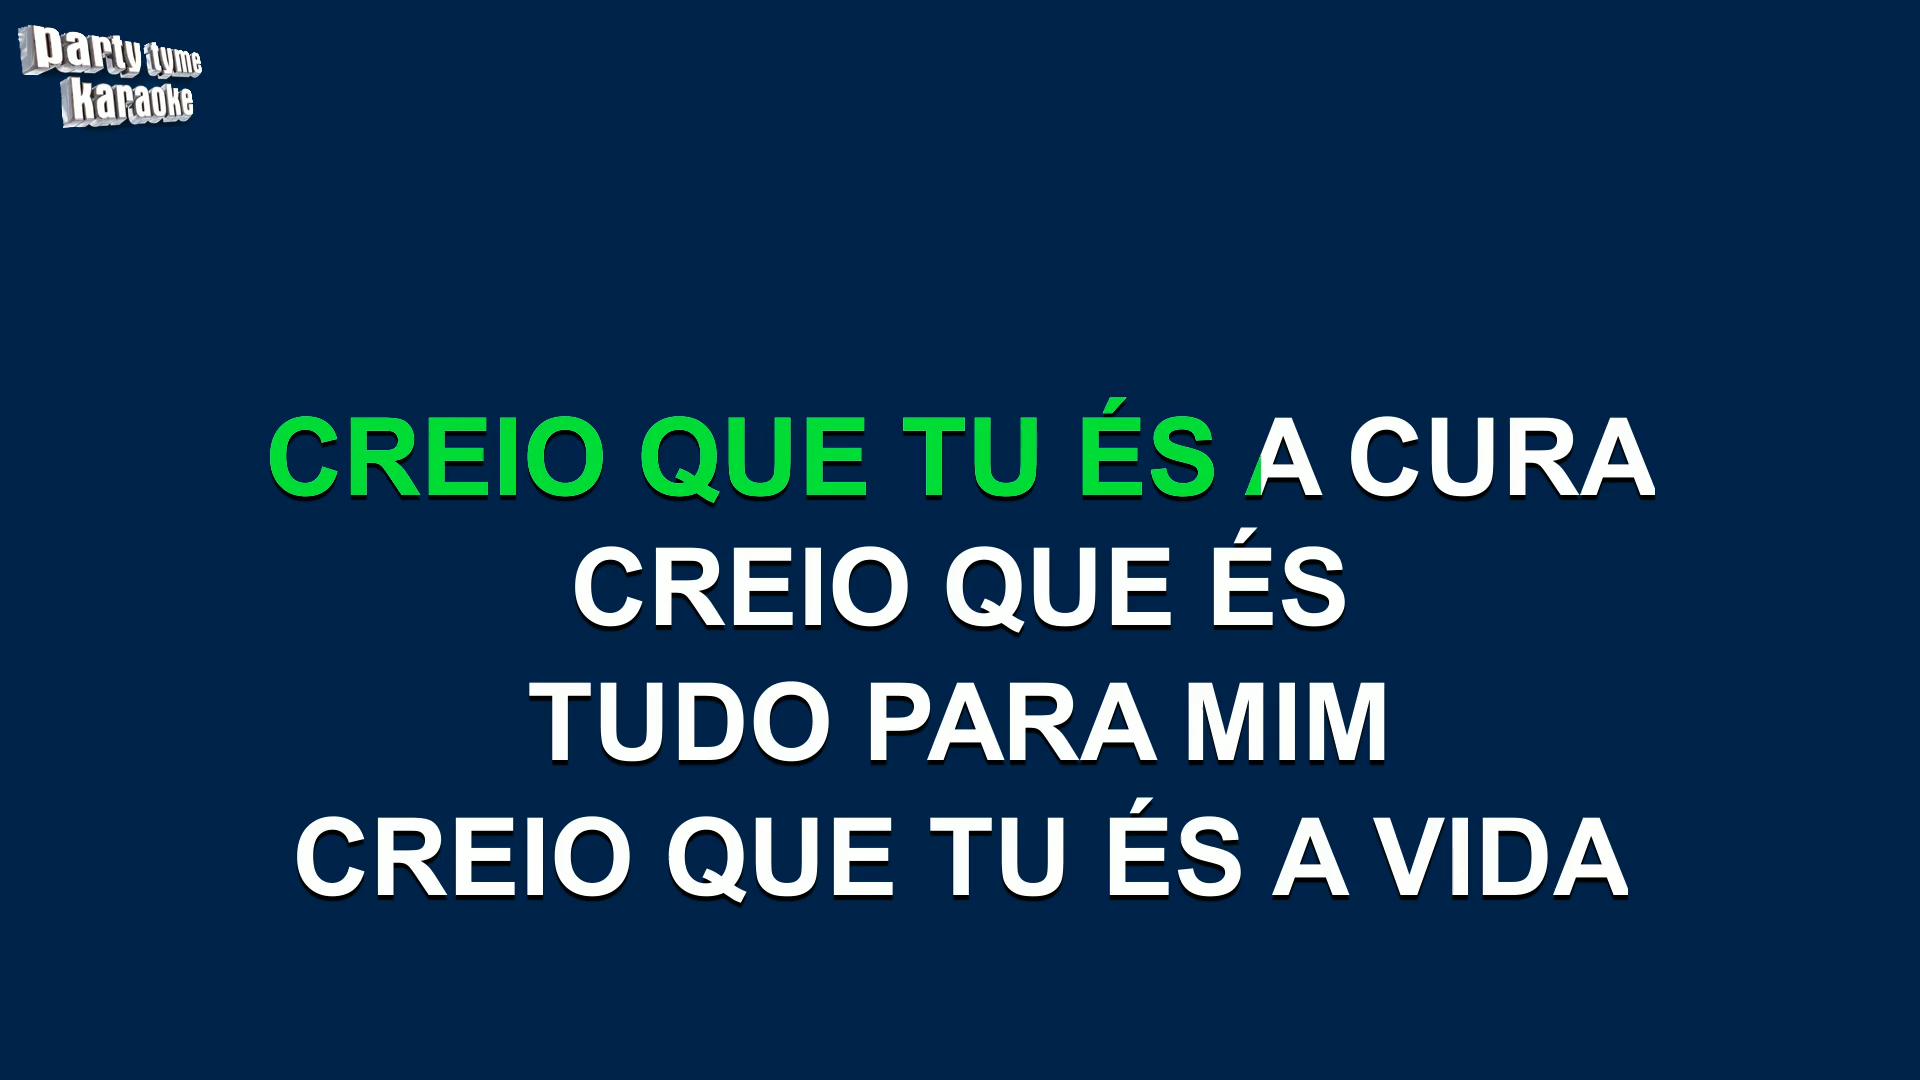 party tyme
karaoke
CREIO QUE TU ÉS A CURA
CREIO QUE ÉS
TUDO PARA MIM
CREIO QUE TU ÉS A VIDA